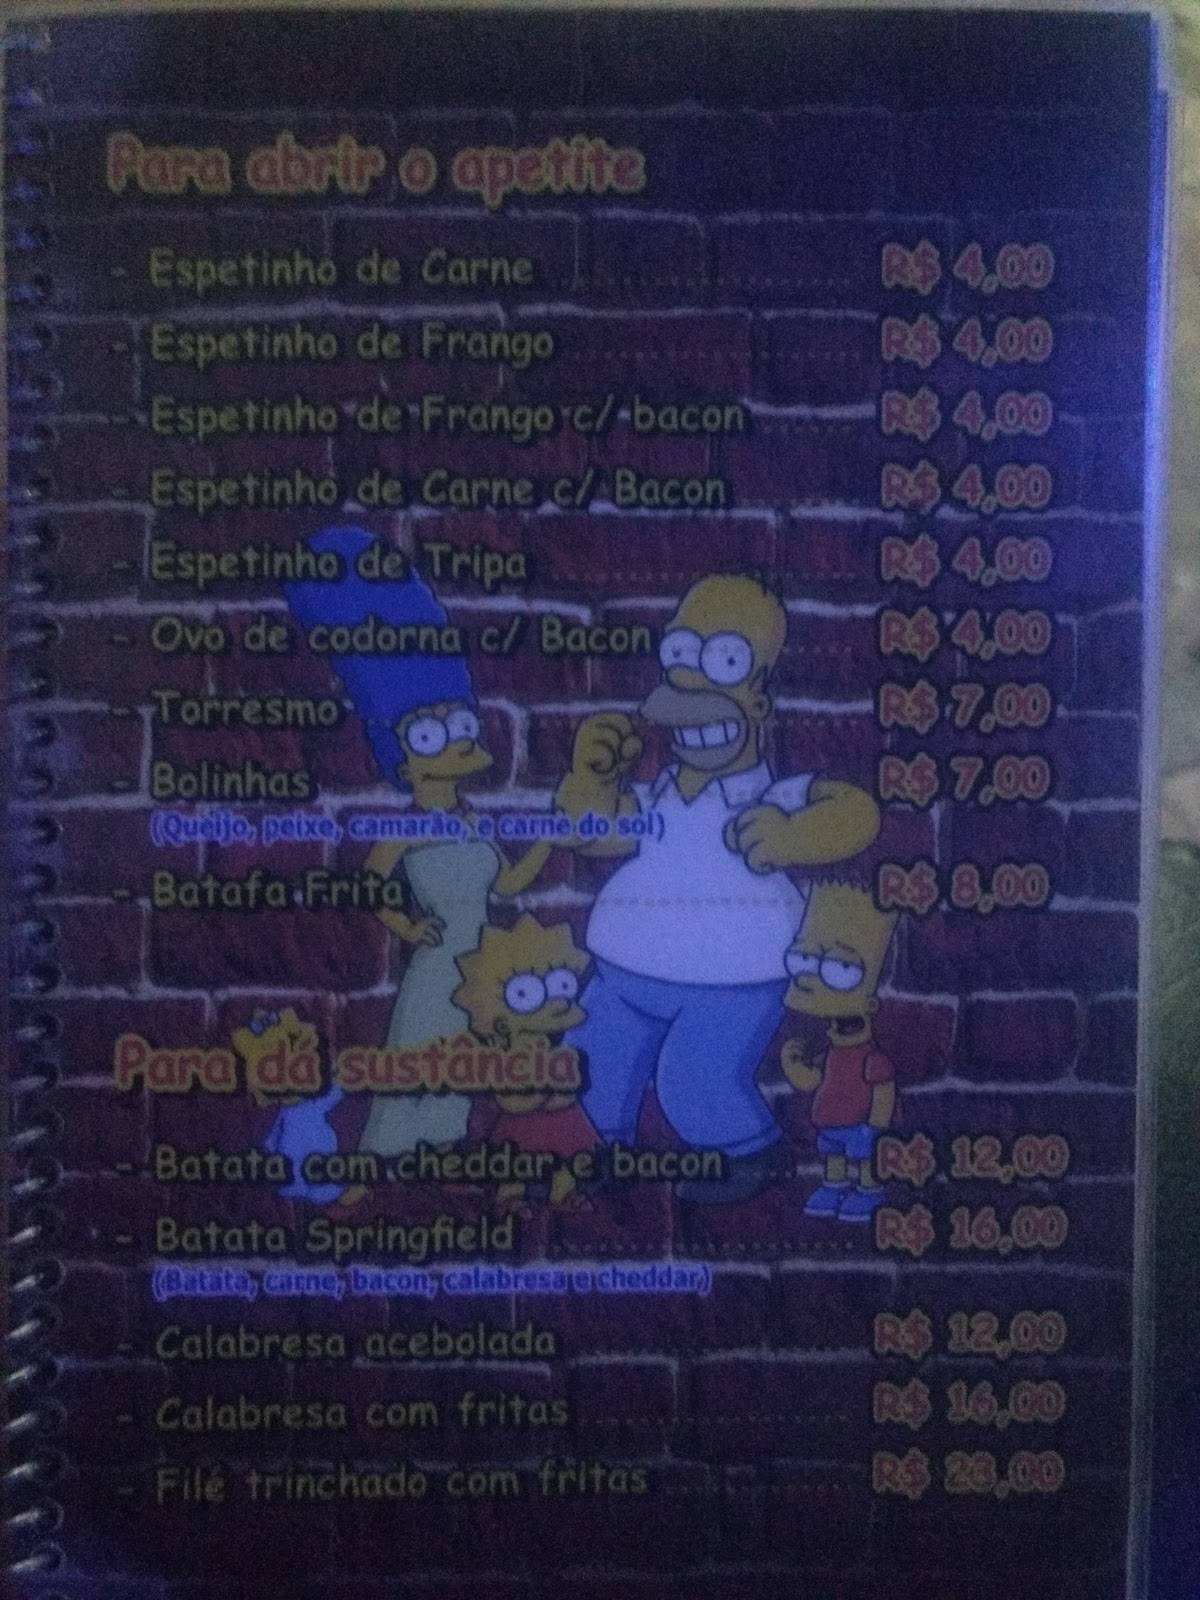 Para abrir o apetite
- Espetinho de Carne ........ R$ 4,00
- Espetinho de Frango ........ R$ 4,00
- Espetinho de Frango c/ bacon ........ R$ 4,00
- Espetinho de Carne c/ Bacon ........ R$ 4,00
- Espetinho de Tripa ........ R$ 4,00
- Ovo de codorna c/ Bacon ........ R$ 4,00
- Torresmo ........ R$ 7,00
- Bolinhas ........ R$ 7,00
(Queijo, peixe, camarão, e carne do sol)
- Batafa Frita ........ R$ 8,00
Para dá sustância
- Batata com cheddar e bacon ........ R$ 12,00
- Batata Springfield ........ R$ 16,00
(Batata, carne, bacon, calabresa e cheddar)
- Calabresa acebolada ........ R$ 12,00
- Calabresa com fritas ........ R$ 16,00
- Filé trinchado com fritas ........ R$ 23,00